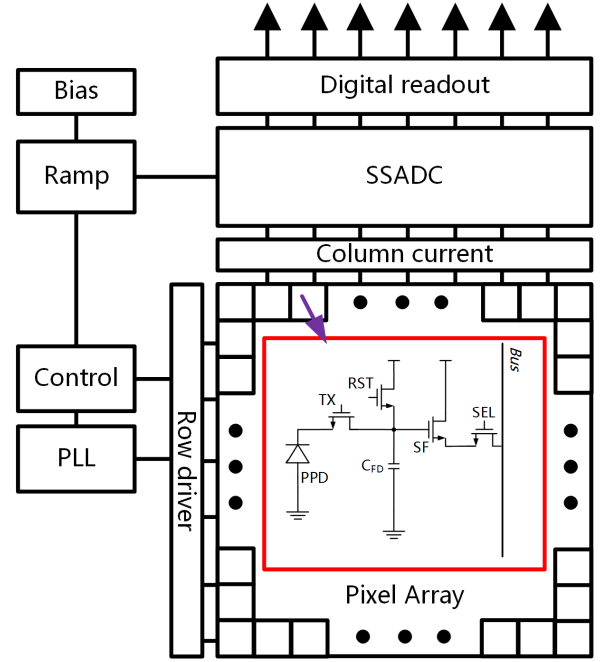 Digital readout
Bias
Ramp
SSADC
Column current
Control
PLL
Row driver
Bus
RST
TX
SEL
SF
PPD
CFD
Pixel Array